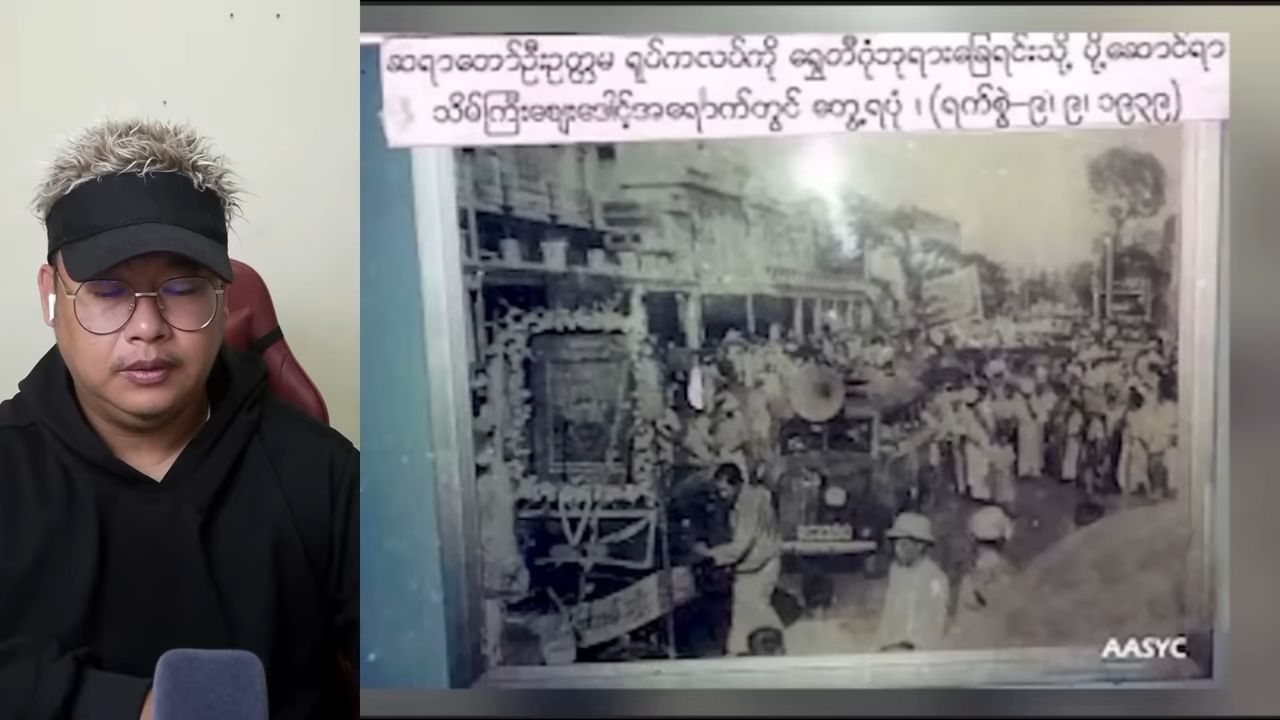 ဆရာတော်ဦးဥတ္တမ ရုပ်ကလပ်ကို ရွှေတိဂုံဘုရားခြေရင်းသို့ ပို့ဆောင်ရာ
သိမ်ကြီးစျေးဒေါင့်အရောက်တွင် တွေ့ရပုံ ၊ (ရက်စွဲ–၉၊ ၉၊ ၁၉၃၉)
AASYC